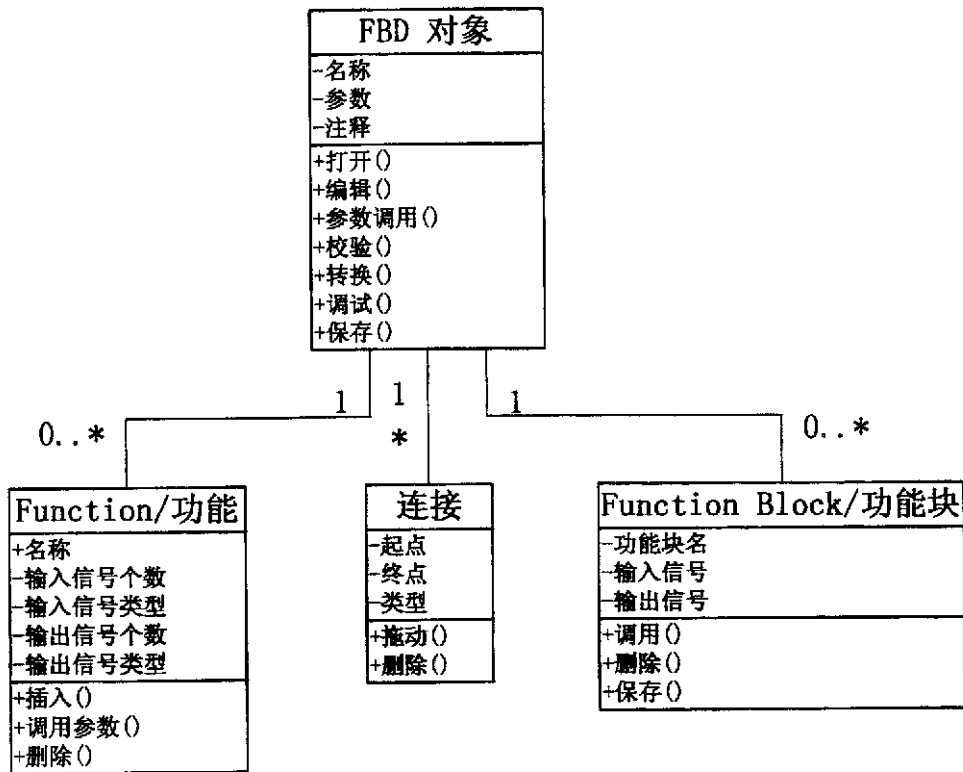 FBD 对象
-名称
-参数
-注释
+打开()
+编辑()
+参数调用()
+校验()
+转换()
+调试()
+保存()
1
1
1
0..*
*
0..*
Function/功能
+名称
-输入信号个数
-输入信号类型
-输出信号个数
-输出信号类型
+插入()
+调用参数()
+删除()
连接
-起点
-终点
-类型
+拖动()
+删除()
Function Block/功能块
-功能块名
-输入信号
-输出信号
+调用()
+删除()
+保存()